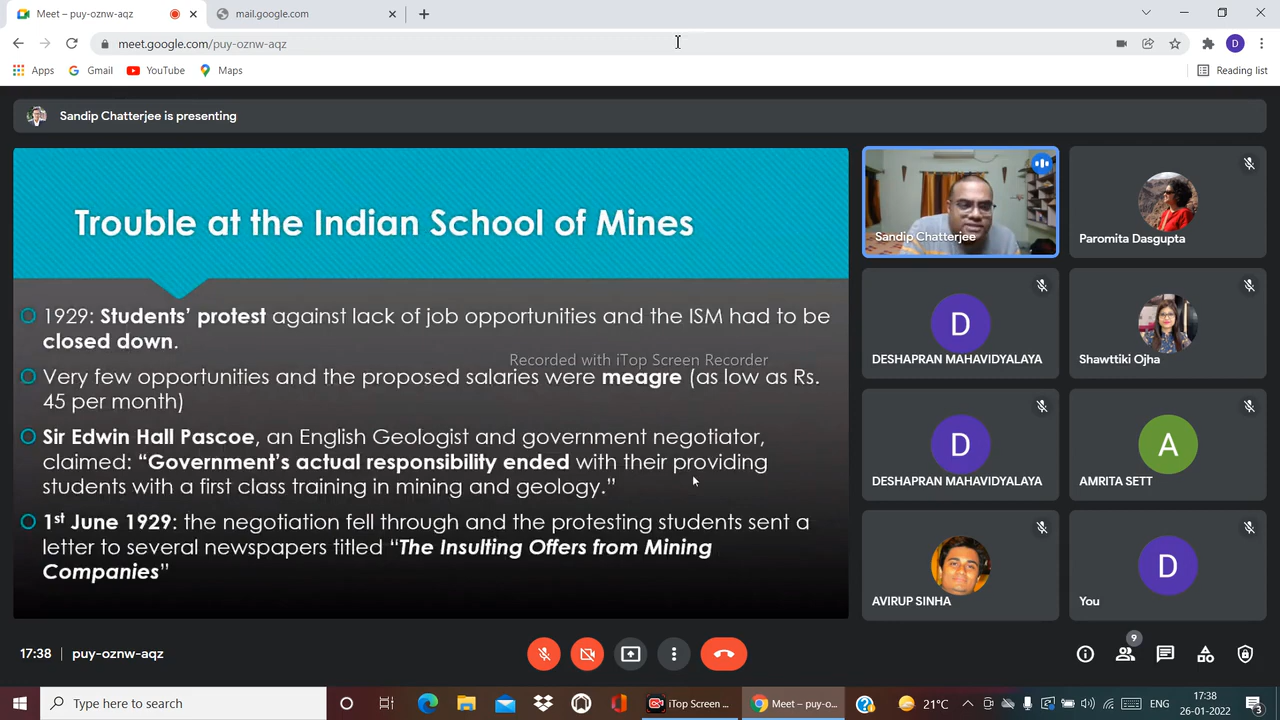 Meet – puy-oznw-aqz
mail.google.com
meet.google.com/puy-oznw-aqz
Apps
Gmail
YouTube
Maps
Reading list
Sandip Chatterjee is presenting
Trouble at the Indian School of Mines
1929: Students' protest against lack of job opportunities and the ISM had to be
closed down.
Recorded with iTop Screen Recorder
Very few opportunities and the proposed salaries were meagre (as low as Rs.
45 per month)
Sir Edwin Hall Pascoe, an English Geologist and government negotiator,
claimed: “Government's actual responsibility ended with their providing
students with a first class training in mining and geology.”
1st June 1929: the negotiation fell through and the protesting students sent a
letter to several newspapers titled “The Insulting Offers from Mining
Companies”
Sandip Chatterjee
Paromita Dasgupta
D
DESHAPRAN MAHAVIDYALAYA
Shawttiki Ojha
D
DESHAPRAN MAHAVIDYALAYA
A
AMRITA SETT
AVIRUP SINHA
D
You
17:38 | puy-oznw-aqz
9
Type here to search
iTop Screen ...
Meet – puy-o...
21°C
ENG
17:38
26-01-2022
3